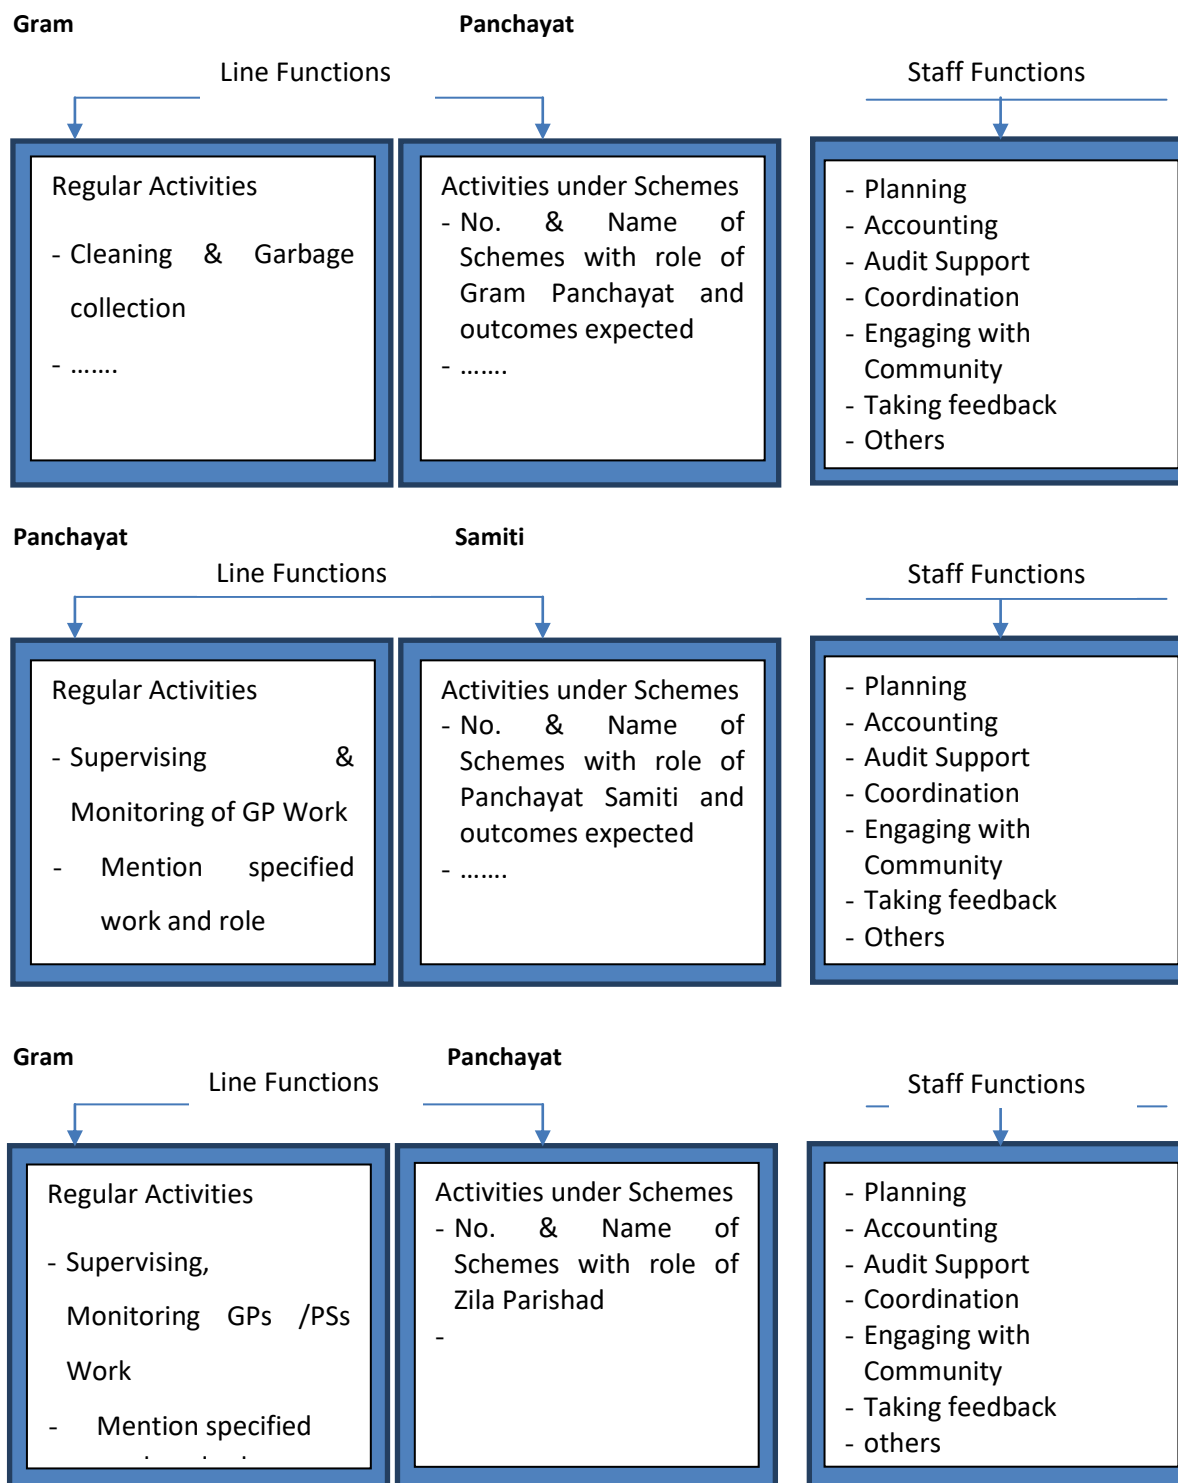 Gram Panchayat
Line Functions
Staff Functions
Regular Activities
- Cleaning & Garbage
collection
- .......
Activities under Schemes
- No. & Name of
Schemes with role of
Gram Panchayat and
outcomes expected
- .......
- Planning
- Accounting
- Audit Support
- Coordination
- Engaging with
Community
- Taking feedback
- Others
Panchayat Samiti
Line Functions
Staff Functions
Regular Activities
- Supervising &
Monitoring of GP Work
- Mention specified
work and role
Activities under Schemes
- No. & Name of
Schemes with role of
Panchayat Samiti and
outcomes expected
- .......
- Planning
- Accounting
- Audit Support
- Coordination
- Engaging with
Community
- Taking feedback
- Others
Gram Panchayat
Line Functions
Staff Functions
Regular Activities
- Supervising,
Monitoring GPs /PSs
Work
- Mention specified
Activities under Schemes
- No. & Name of
Schemes with role of
Zila Parishad
-
- Planning
- Accounting
- Audit Support
- Coordination
- Engaging with
Community
- Taking feedback
- others